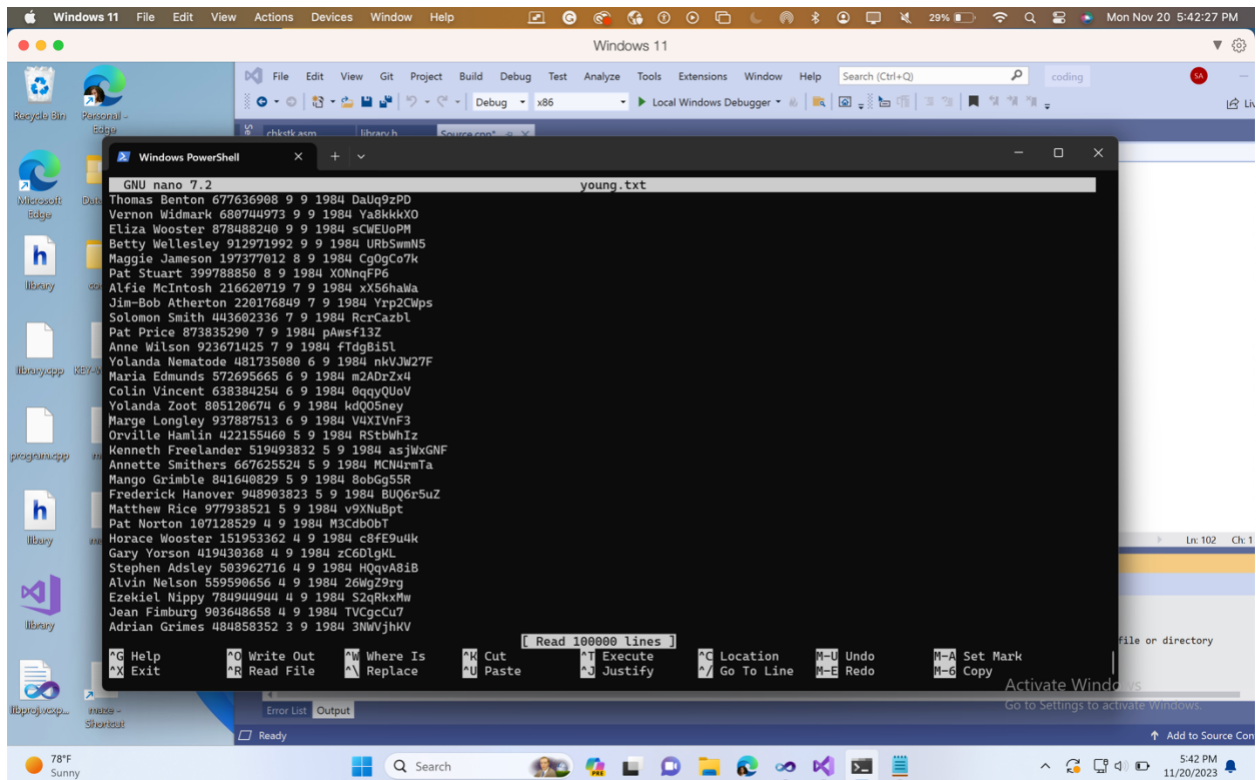 Windows 11 File Edit View Actions Devices Window Help 29% Mon Nov 20 5:42:27 PM
Windows 11
File Edit View Git Project Build Debug Test Analyze Tools Extensions Window Help Search (Ctrl+Q) coding SA
Debug x86 Local Windows Debugger
Recycle Bin
Personal - Edge
chkstk.asm library.h Source.cpp*
Windows PowerShell
GNU nano 7.2 young.txt
Thomas Benton 677636908 9 9 1984 DaUq9zPD
Vernon Widmark 680744973 9 9 1984 Ya8kkkXO
Eliza Wooster 878488240 9 9 1984 sCWEUoPM
Betty Wellesley 912971992 9 9 1984 URbSwmN5
Maggie Jameson 197377012 8 9 1984 CgOgCo7k
Pat Stuart 399788850 8 9 1984 XONnqFP6
Alfie McIntosh 216620719 7 9 1984 xX56haWa
Jim-Bob Atherton 220176849 7 9 1984 Yrp2CWps
Solomon Smith 443602336 7 9 1984 RcrCazbl
Pat Price 873835290 7 9 1984 pAwsf13Z
Anne Wilson 923671425 7 9 1984 fTdgBi5l
Yolanda Nematode 481735080 6 9 1984 nkVJW27F
Maria Edmunds 572695665 6 9 1984 m2ADrZx4
Colin Vincent 638384254 6 9 1984 0qqyQUoV
Yolanda Zoot 805120674 6 9 1984 kdQO5ney
Marge Longley 937887513 6 9 1984 V4XIVnF3
Orville Hamlin 422155460 5 9 1984 RStbWhIz
Kenneth Freelander 519493832 5 9 1984 asjWxGNF
Annette Smithers 667625524 5 9 1984 MCN4rmTa
Mango Grimble 841640829 5 9 1984 8obGg55R
Frederick Hanover 948903823 5 9 1984 BUQ6r5uZ
Matthew Rice 977938521 5 9 1984 v9XNuBpt
Pat Norton 107128529 4 9 1984 M3CdbObT
Horace Wooster 151953362 4 9 1984 c8fE9u4k
Gary Yorson 419430368 4 9 1984 zC6DlgKL
Stephen Adsley 503962716 4 9 1984 HQqvA8iB
Alvin Nelson 559590656 4 9 1984 26WgZ9rg
Ezekiel Nippy 784944944 4 9 1984 S2qRkxMw
Jean Fimburg 903648658 4 9 1984 TVCgcCu7
Adrian Grimes 484858352 3 9 1984 3NWVjhKV
[ Read 100000 lines ]
^G Help ^O Write Out ^W Where Is ^K Cut ^T Execute ^C Location M-U Undo M-A Set Mark
^X Exit ^R Read File ^\ Replace ^U Paste ^J Justify ^/ Go To Line M-E Redo M-6 Copy
Microsoft Edge
library
library.cpp
program.cpp
library
library
libproj.vcxp...
maze - Shortcut
Ln: 102 Ch: 1
file or directory
Activate Windows
Go to Settings to activate Windows.
Error List Output
Ready
Add to Source Con
78°F
Sunny
Search
5:42 PM
11/20/2023